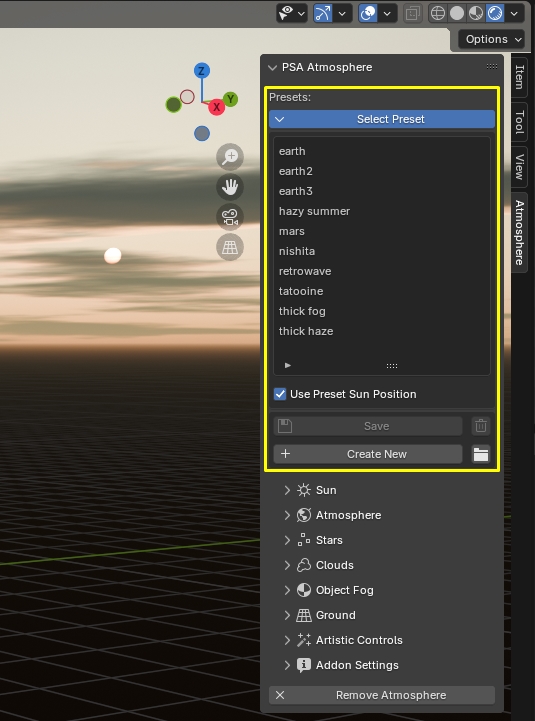 Options
PSA Atmosphere
Presets:
Select Preset
earth
earth2
earth3
hazy summer
mars
nishita
retrowave
tatooine
thick fog
thick haze
Use Preset Sun Position
Save
Create New
Sun
Atmosphere
Stars
Clouds
Object Fog
Ground
Artistic Controls
Addon Settings
Remove Atmosphere
Item
Tool
View
Atmosphere
Z
Y
X